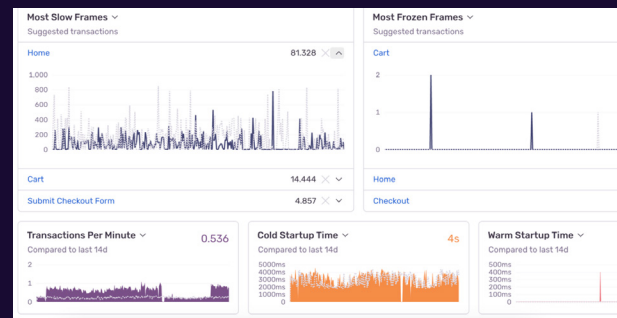 Most Slow Frames
Suggested transactions
Home 81.328
1.000
800
600
400
200
0
Cart 14.444
Submit Checkout Form 4.857
Most Frozen Frames
Suggested transactions
Cart
2
1
0
Home
Checkout
Transactions Per Minute 0.536
Compared to last 14d
2
1
0
Cold Startup Time 4s
Compared to last 14d
5000ms
4000ms
3000ms
2000ms
1000ms
0
Warm Startup Time
Compared to last 14d
500ms
400ms
300ms
200ms
100ms
0